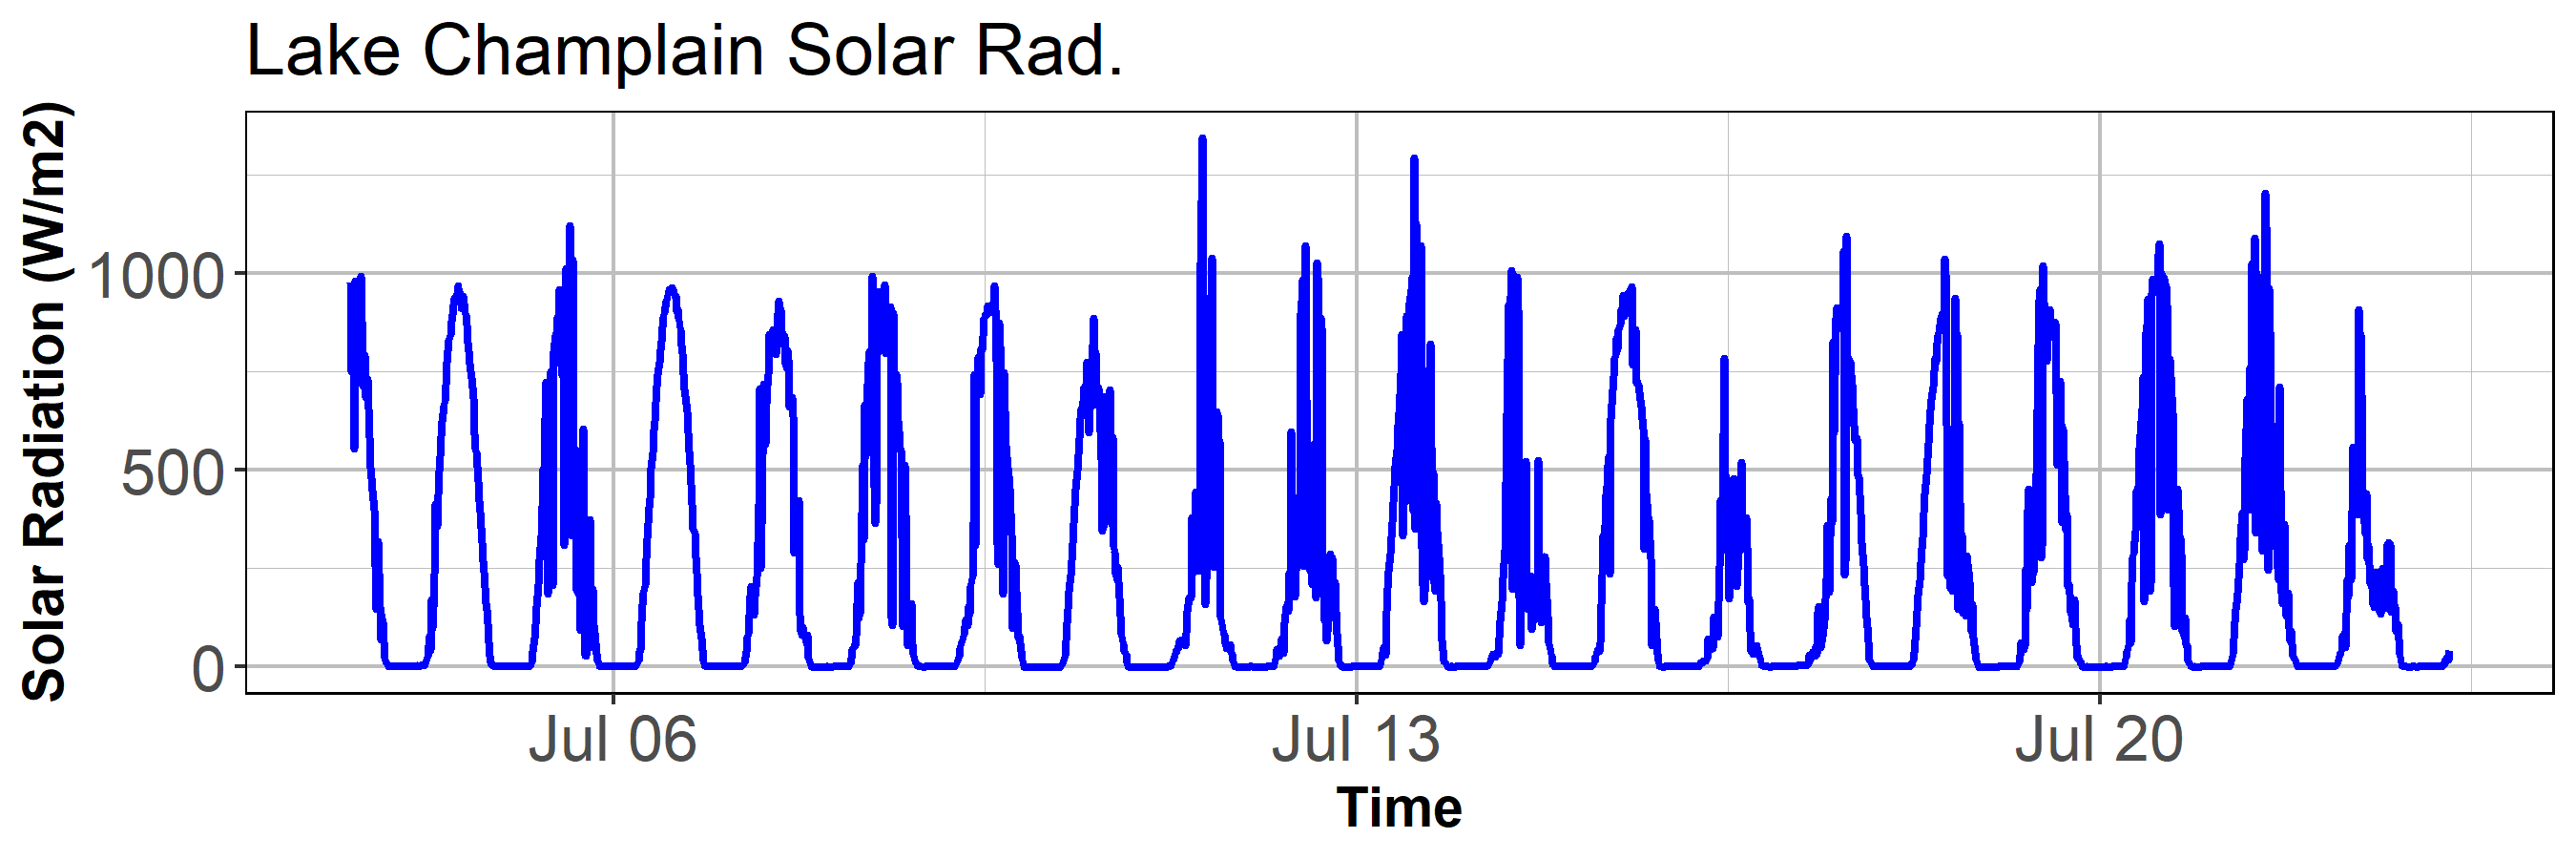 Lake Champlain Solar Rad.
Solar Radiation (W/m2)
1000
500
0
Jul 06
Jul 13
Jul 20
Time